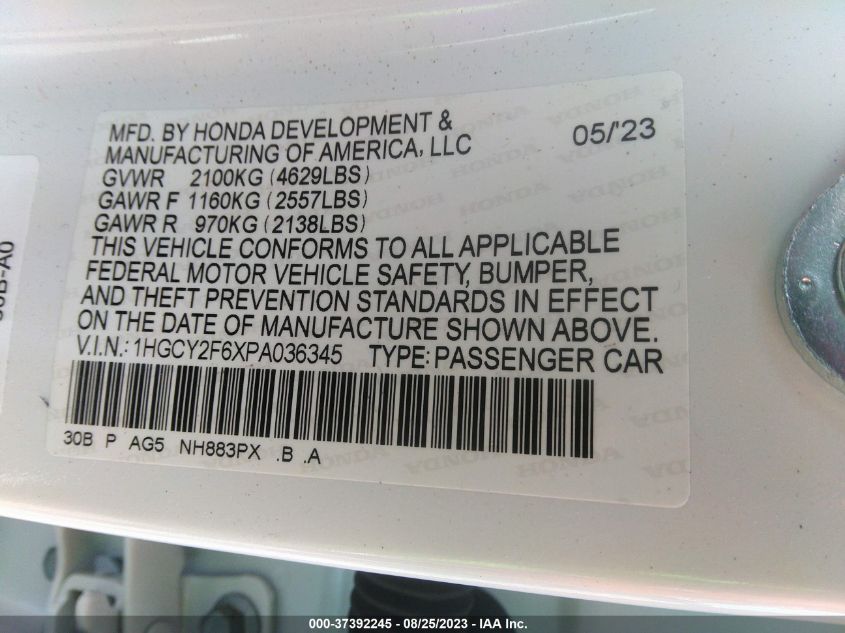 MFD. BY HONDA DEVELOPMENT &
MANUFACTURING OF AMERICA, LLC
05/'23
GVWR 2100KG (4629LBS)
GAWR F 1160KG (2557LBS)
GAWR R 970KG (2138LBS)
THIS VEHICLE CONFORMS TO ALL APPLICABLE
FEDERAL MOTOR VEHICLE SAFETY, BUMPER,
AND THEFT PREVENTION STANDARDS IN EFFECT
ON THE DATE OF MANUFACTURE SHOWN ABOVE.
V.I.N.: 1HGCY2F6XPA036345 TYPE: PASSENGER CAR
30B P AG5 NH883PX .B .A
000-37392245 - 08/25/2023 - IAA Inc.